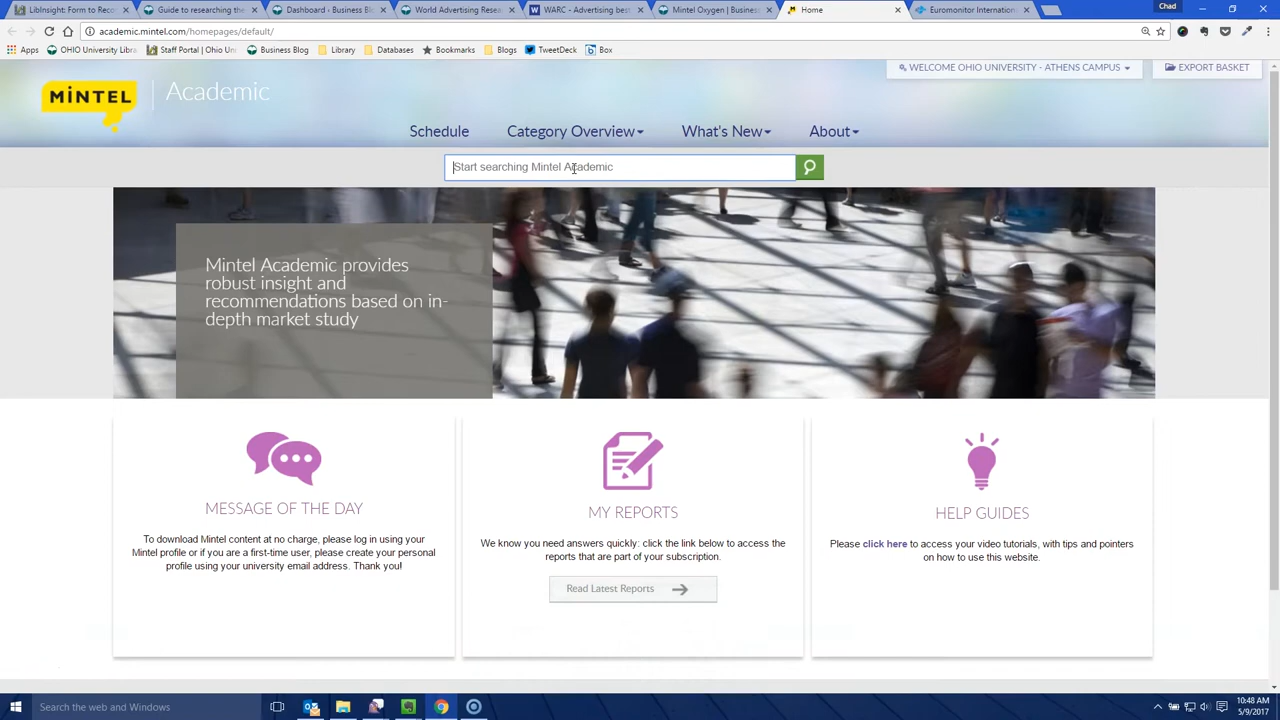 LibInsight: Form to Reco
Guide to researching the
Dashboard › Business Blo
World Advertising Resea
WARC - Advertising best
Mintel Oxygen | Business
Home
Euromonitor Internation
Chad
academic.mintel.com/homepages/default/
Apps
OHIO University Libra
Staff Portal | Ohio Uni
Business Blog
Library
Databases
Bookmarks
Blogs
TweetDeck
Box
WELCOME OHIO UNIVERSITY - ATHENS CAMPUS
EXPORT BASKET
MiNTEL
Academic
Schedule
Category Overview
What's New
About
Start searching Mintel Academic
Mintel Academic provides
robust insight and
recommendations based on in-
depth market study
MESSAGE OF THE DAY
To download Mintel content at no charge, please log in using your
Mintel profile or if you are a first-time user, please create your personal
profile using your university email address. Thank you!
MY REPORTS
We know you need answers quickly: click the link below to access the
reports that are part of your subscription.
Read Latest Reports
HELP GUIDES
Please click here to access your video tutorials, with tips and pointers
on how to use this website.
Search the web and Windows
10:48 AM
5/9/2017